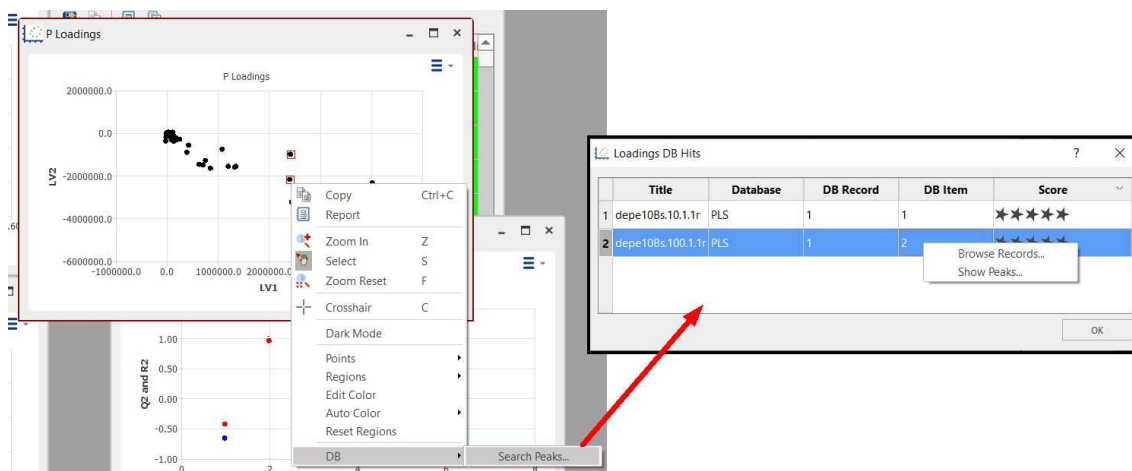 P Loadings
P Loadings
2000000.0
0.0
-2000000.0
-4000000.0
-6000000.0
LV2
-1000000.0 0.0 1000000.0 2000000.0
LV1
Copy Ctrl+C
Report
Zoom In Z
Select S
Zoom Reset F
Crosshair C
Dark Mode
Points
Regions
Edit Color
Auto Color
Reset Regions
DB
Search Peaks...
1.00
0.50
0.00
-0.50
-1.00
Q2 and R2
0 2 4 6 8
Loadings DB Hits ? ×
Title Database DB Record DB Item Score
1 depe10Bs.10.1.1r PLS 1 1 ★★★★★
2 depe10Bs.100.1.1r PLS 1 2
Browse Records...
Show Peaks...
OK